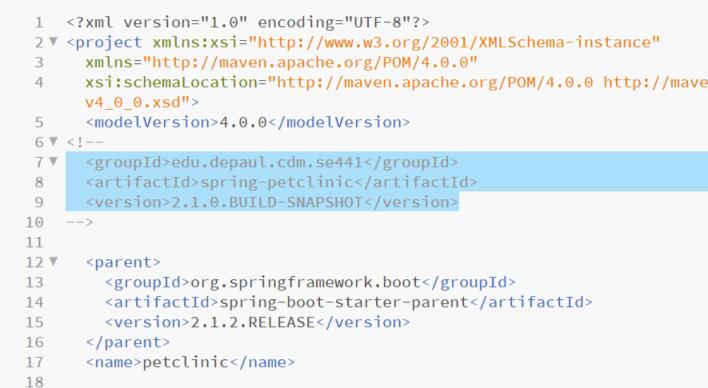 1 <?xml version="1.0" encoding="UTF-8"?>
2 <project xmlns:xsi="http://www.w3.org/2001/XMLSchema-instance"
3 xmlns="http://maven.apache.org/POM/4.0.0"
4 xsi:schemaLocation="http://maven.apache.org/POM/4.0.0 http://mave
v4_0_0.xsd">
5 <modelVersion>4.0.0</modelVersion>
6 <!--
7 <groupId>edu.depaul.cdm.se441</groupId>
8 <artifactId>spring-petclinic</artifactId>
9 <version>2.1.0.BUILD-SNAPSHOT</version>
10 -->
11
12 <parent>
13 <groupId>org.springframework.boot</groupId>
14 <artifactId>spring-boot-starter-parent</artifactId>
15 <version>2.1.2.RELEASE</version>
16 </parent>
17 <name>petclinic</name>
18